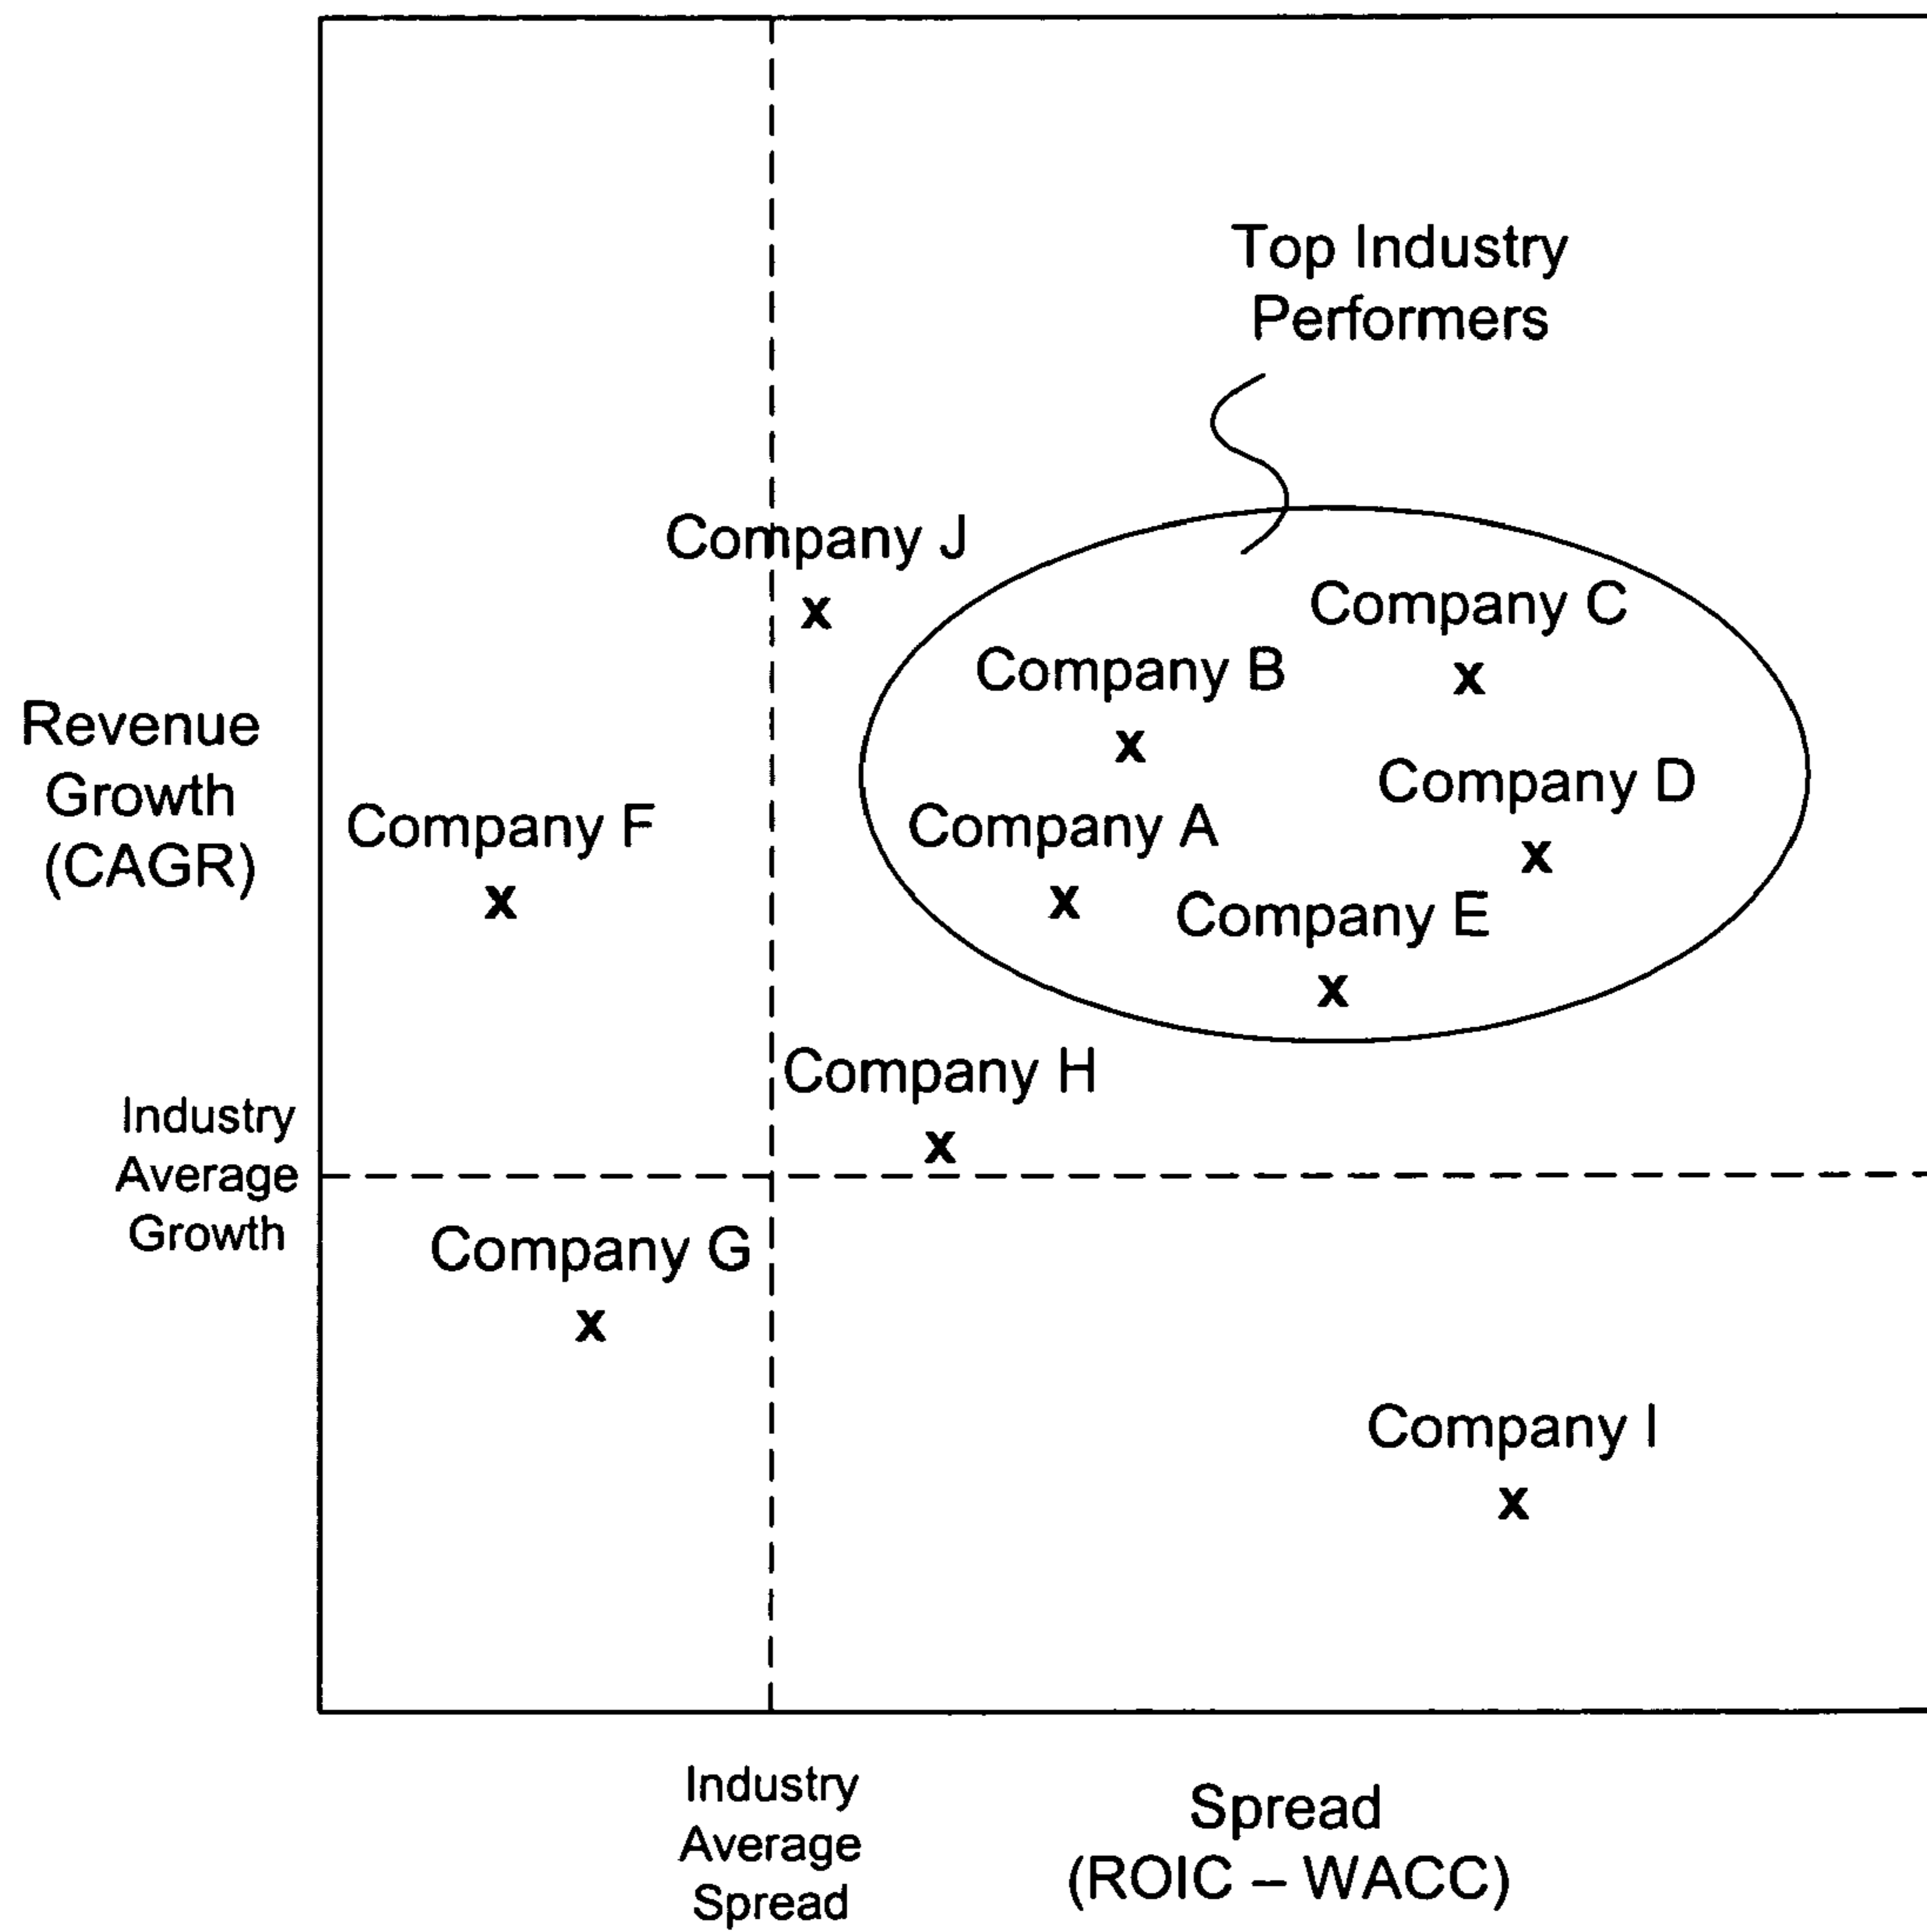 Top Industry
Performers
Company J
x
Company C
x
Company B
x
Revenue
Growth
(CAGR)
Company D
x
Company F
x
Company A
x
Company E
x
Company H
x
Industry
Average
Growth
Company G
x
Company I
x
Industry
Average
Spread
Spread
(ROIC – WACC)